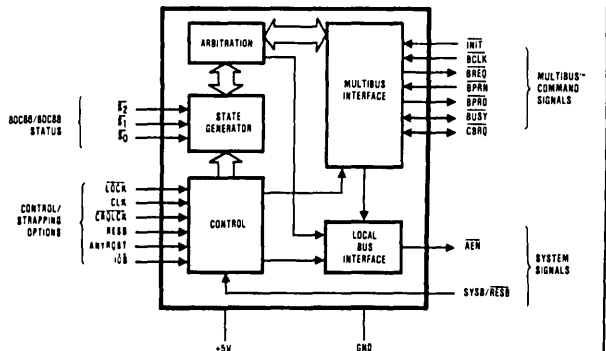 ARBITRATION
STATE
GENERATOR
CONTROL
MULTIBUS
INTERFACE
LOCAL
BUS
INTERFACE
80C86/80C88
STATUS
S2
S1
S0
CONTROL/
STRAPPING
OPTIONS
LOCK
CLK
CRQLCK
RESB
ANYRQST
IOB
INIT
BCLK
BREQ
BPRN
BPRO
BUSY
CBRQ
MULTIBUS™
COMMAND
SIGNALS
AEN
SYSB/RESB
SYSTEM
SIGNALS
+5V
GND